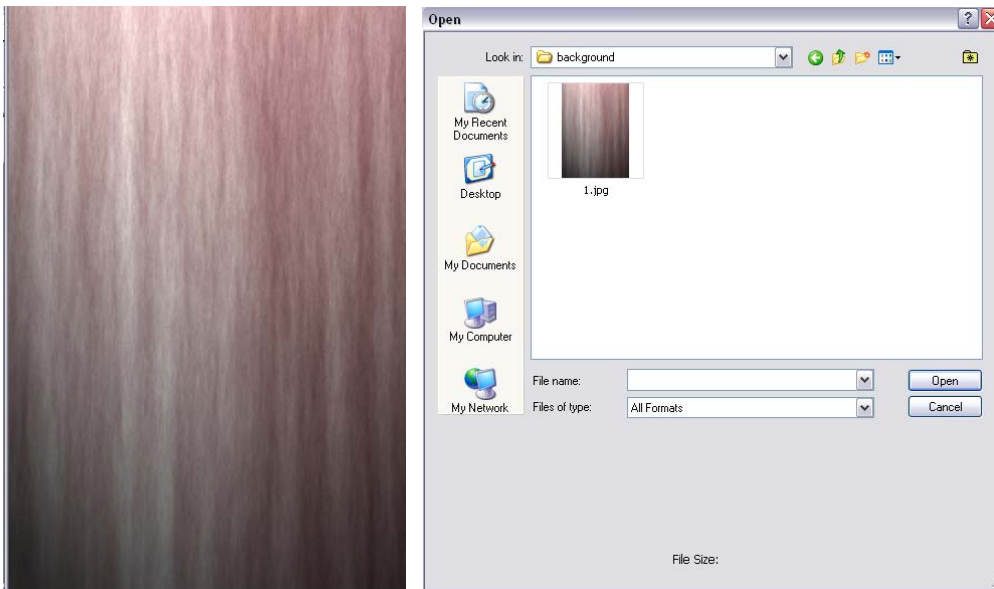 Open
Look in:
background
My Recent
Documents
Desktop
My Documents
My Computer
My Network
1.jpg
File name:
Open
Files of type:
All Formats
Cancel
File Size: